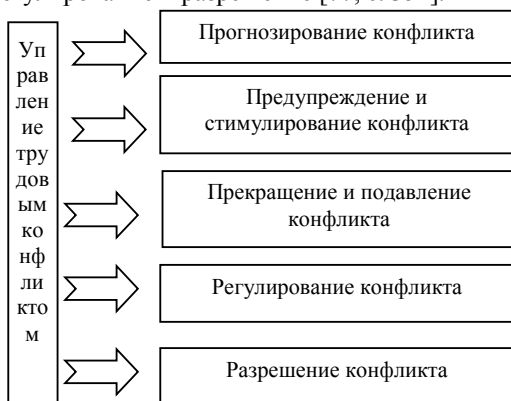 Прогнозирование конфликта
Предупреждение и
стимулирование конфликта
Прекращение и подавление
конфликта
Регулирование конфликта
Разрешение конфликта
Уп
рав
лен
ие
тру
дов
ым
ко
нф
ли
кто
м